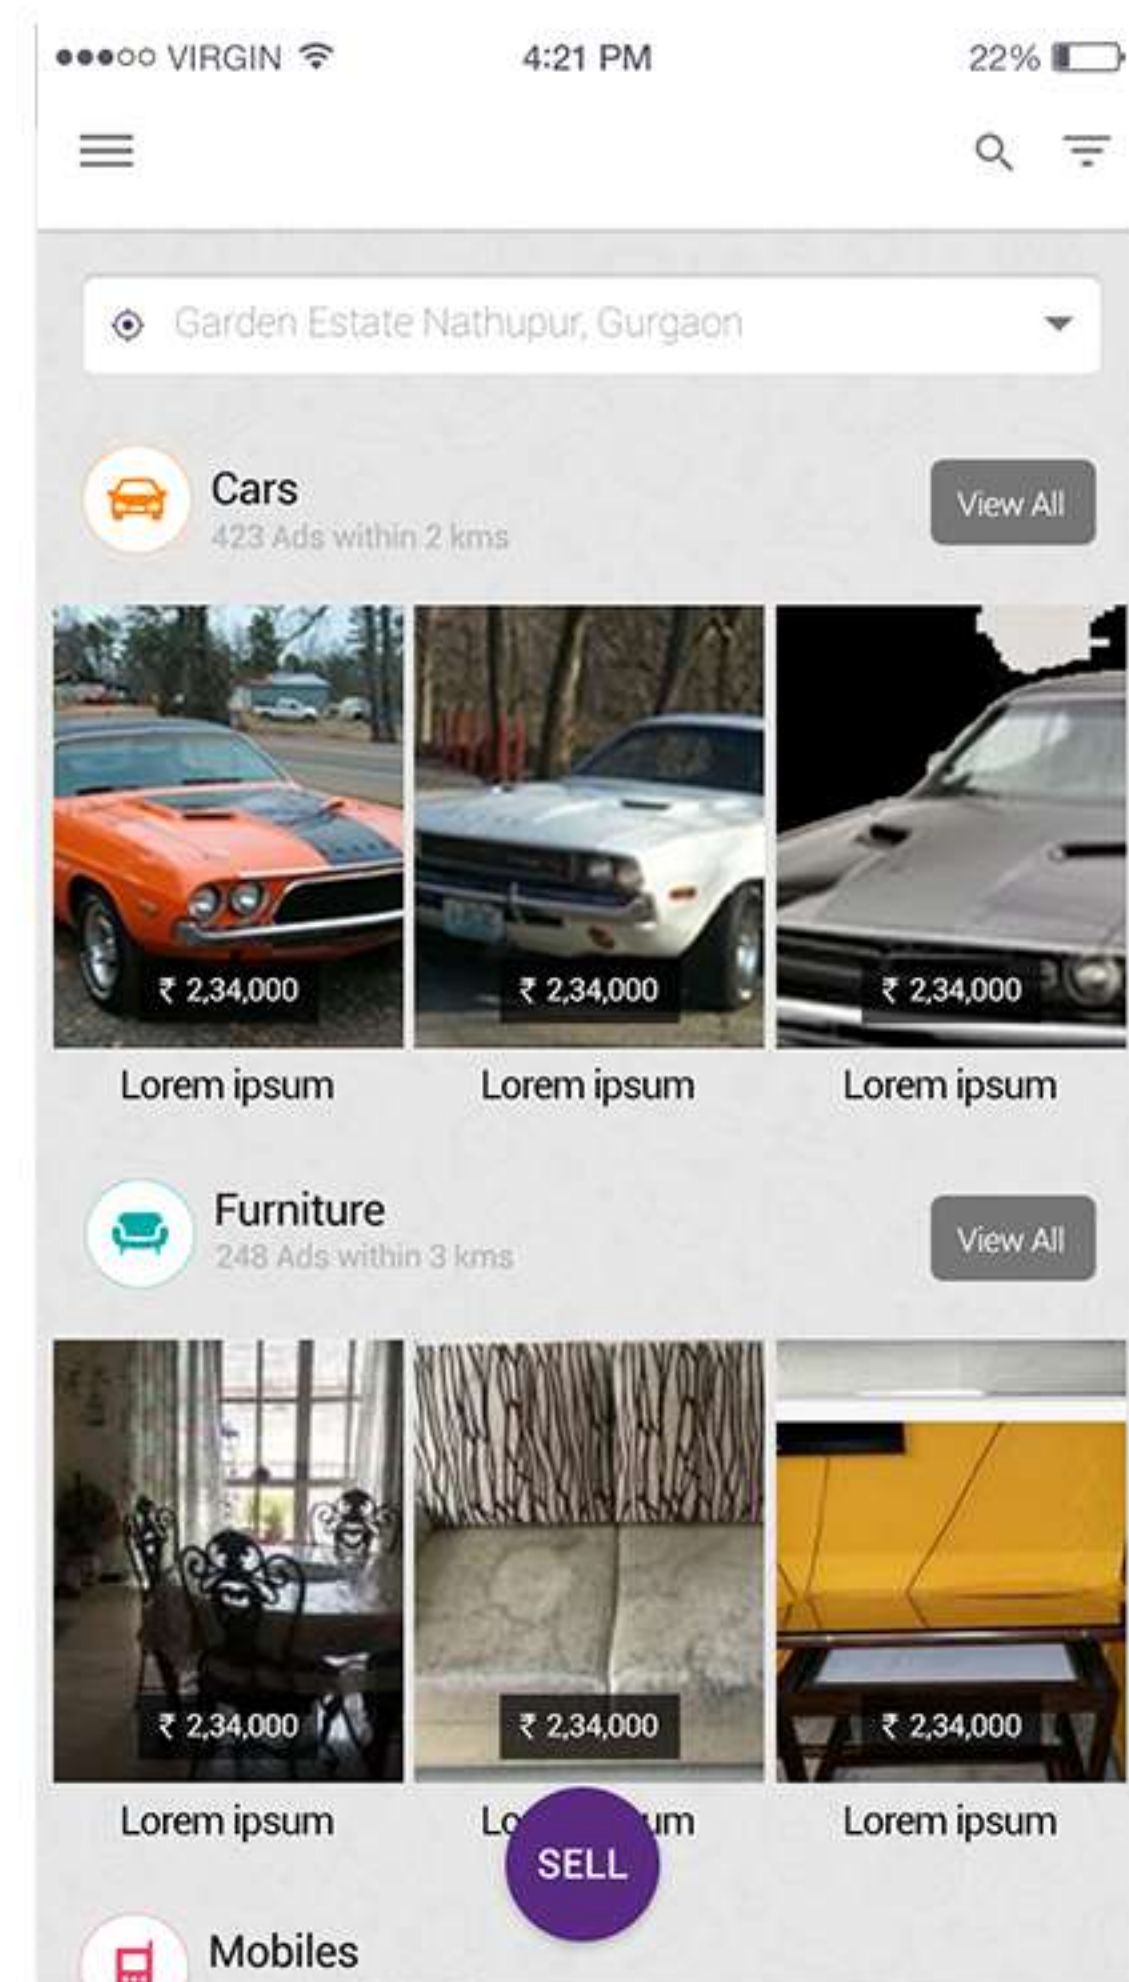 VIRGIN 4:21 PM 22%
Garden Estate Nathupur, Gurgaon
Cars
View All
423 Ads within 2 kms
₹ 2,34,000 ₹ 2,34,000 ₹ 2,34,000
Lorem ipsum Lorem ipsum Lorem ipsum
Furniture
View All
248 Ads within 3 kms
₹ 2,34,000 ₹ 2,34,000 ₹ 2,34,000
Lorem ipsum Lo um Lorem ipsum
SELL
Mobiles